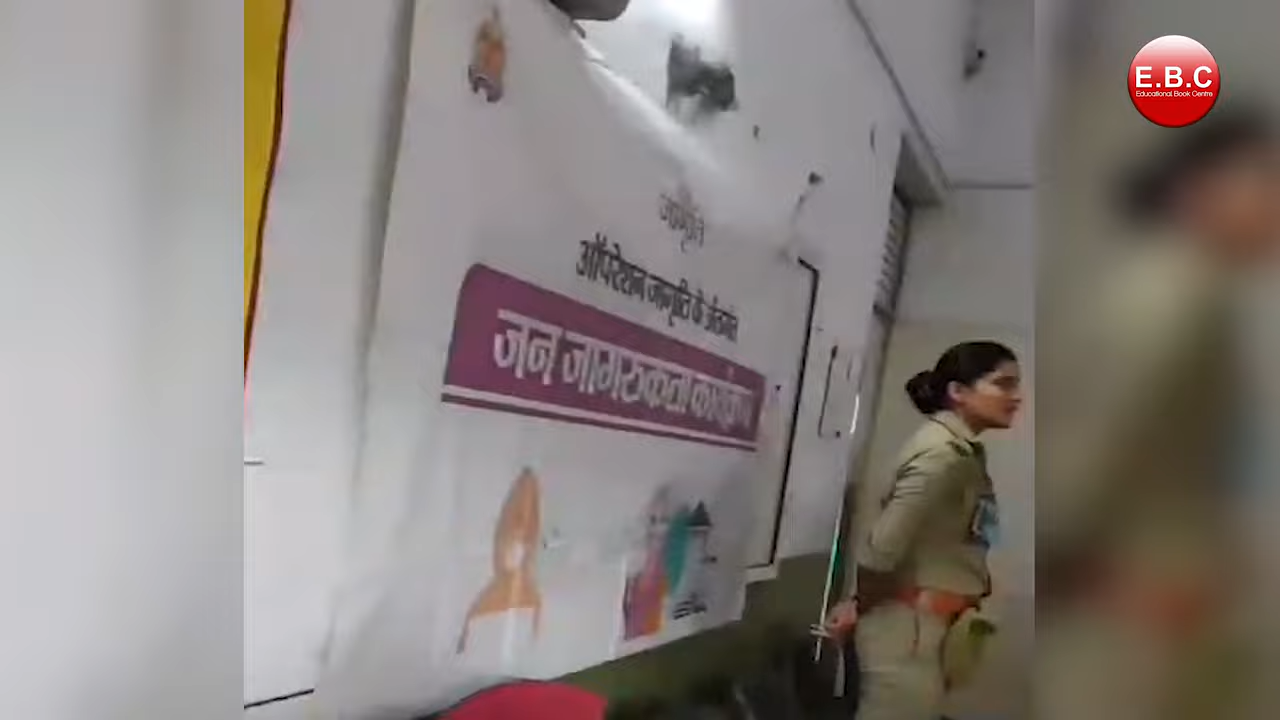 E.B.C
Educational Book Centre
जागृति
ऑपरेशन जागृति के अंतर्गत
जन जागरुकता कार्यक्रम